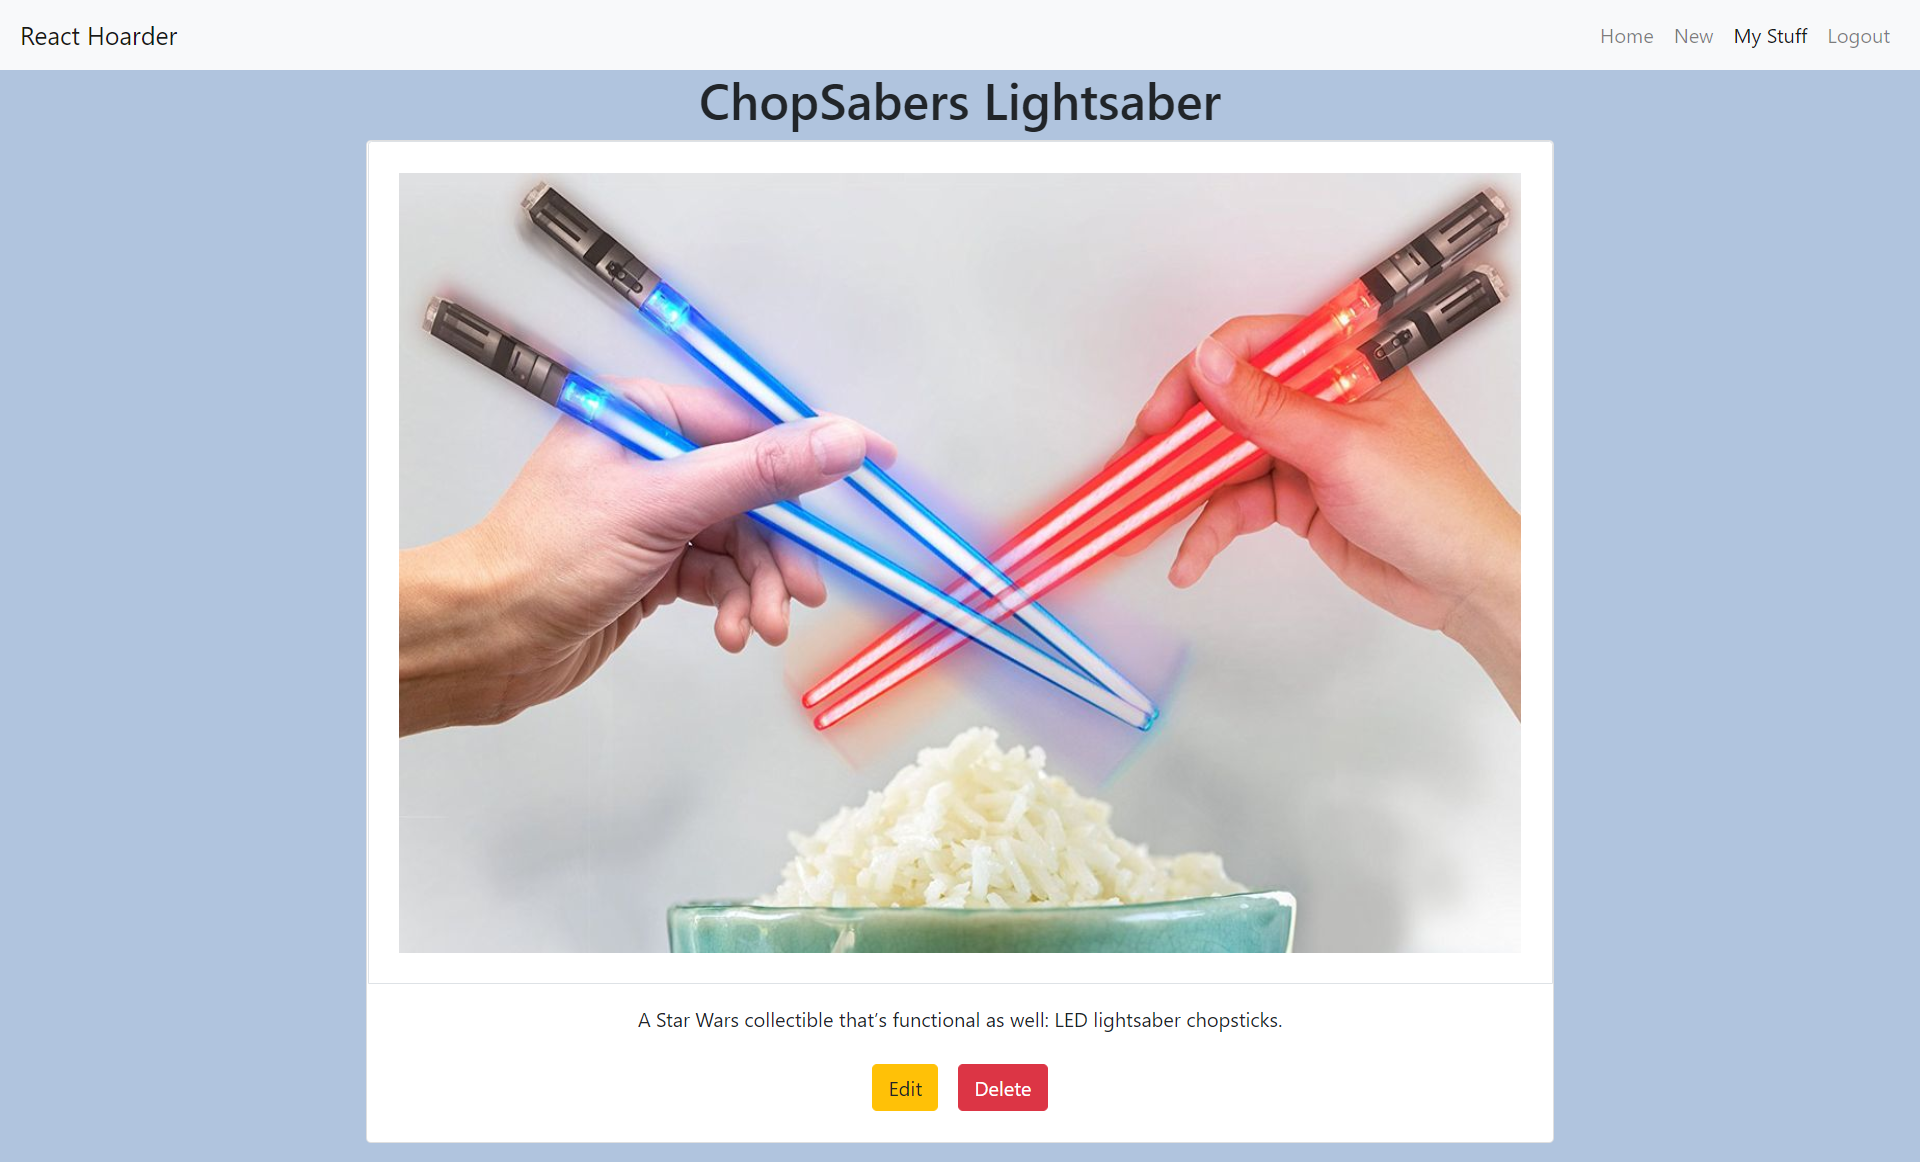 React Hoarder
Home New My Stuff Logout
ChopSabers Lightsaber
A Star Wars collectible that's functional as well: LED lightsaber chopsticks.
Edit Delete